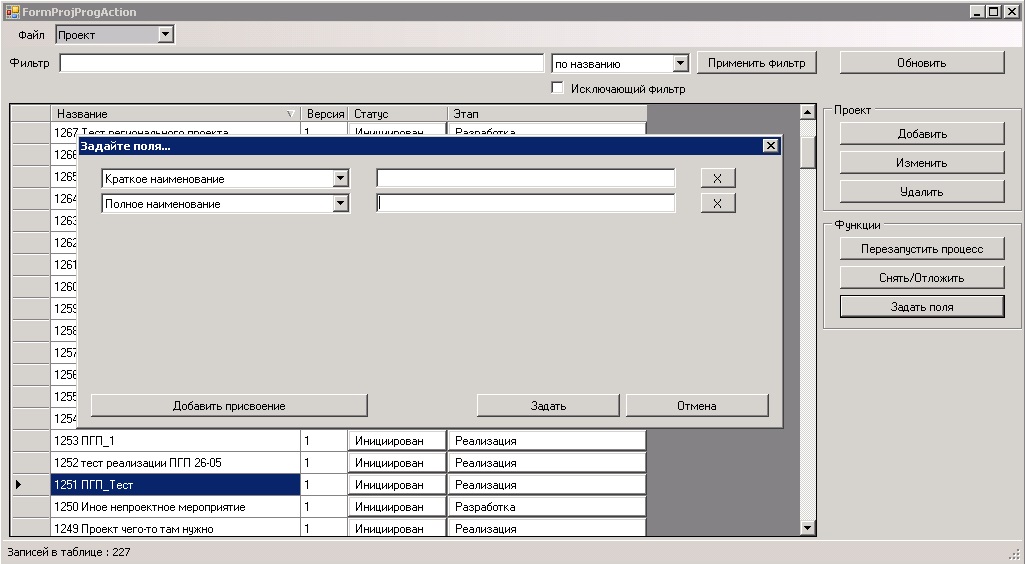 FormProjProgAction
Файл Проект
Фильтр по названию Применить фильтр Обновить
Исключающий фильтр
Название Версия Статус Этап Проект
1267 Тест регионального проекта 1 Инициирован Разработка Добавить
Задайте поля...
1266
Изменить
1265 Краткое наименование X
1264 Полное наименование X Удалить
1263 Функции
1262 Перезапустить процесс
1261
1260 Снять/Отложить
1259 Задать поля
1258
1257
1256
1255
Добавить присвоение Задать Отмена
1254
1253 ПГП_1 1 Инициирован Реализация
1252 тест реализации ПГП 26-05 1 Инициирован Реализация
1251 ПГП_Тест 1 Инициирован Реализация
1250 Иное непроектное мероприятие 1 Инициирован Разработка
1249 Проект чего-то там нужно 1 Инициирован Реализация
Записей в таблице : 227